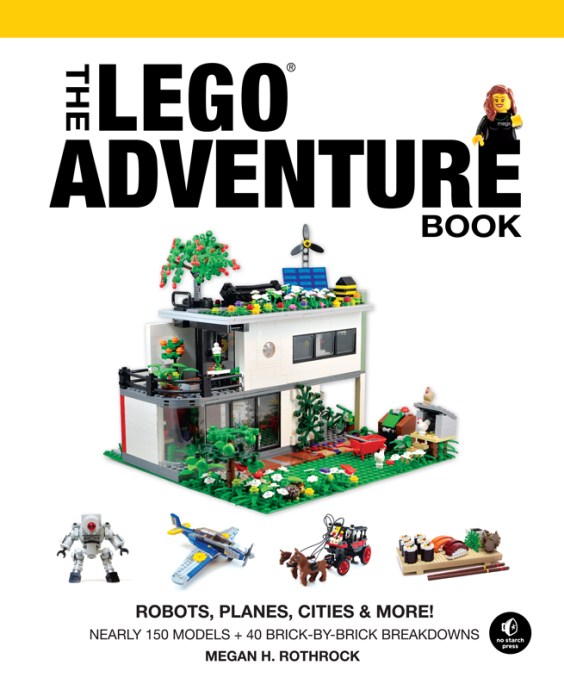 THE LEGO®
ADVENTURE
BOOK
ROBOTS, PLANES, CITIES & MORE!
NEARLY 150 MODELS + 40 BRICK-BY-BRICK BREAKDOWNS
no starch
press
MEGAN H. ROTHROCK